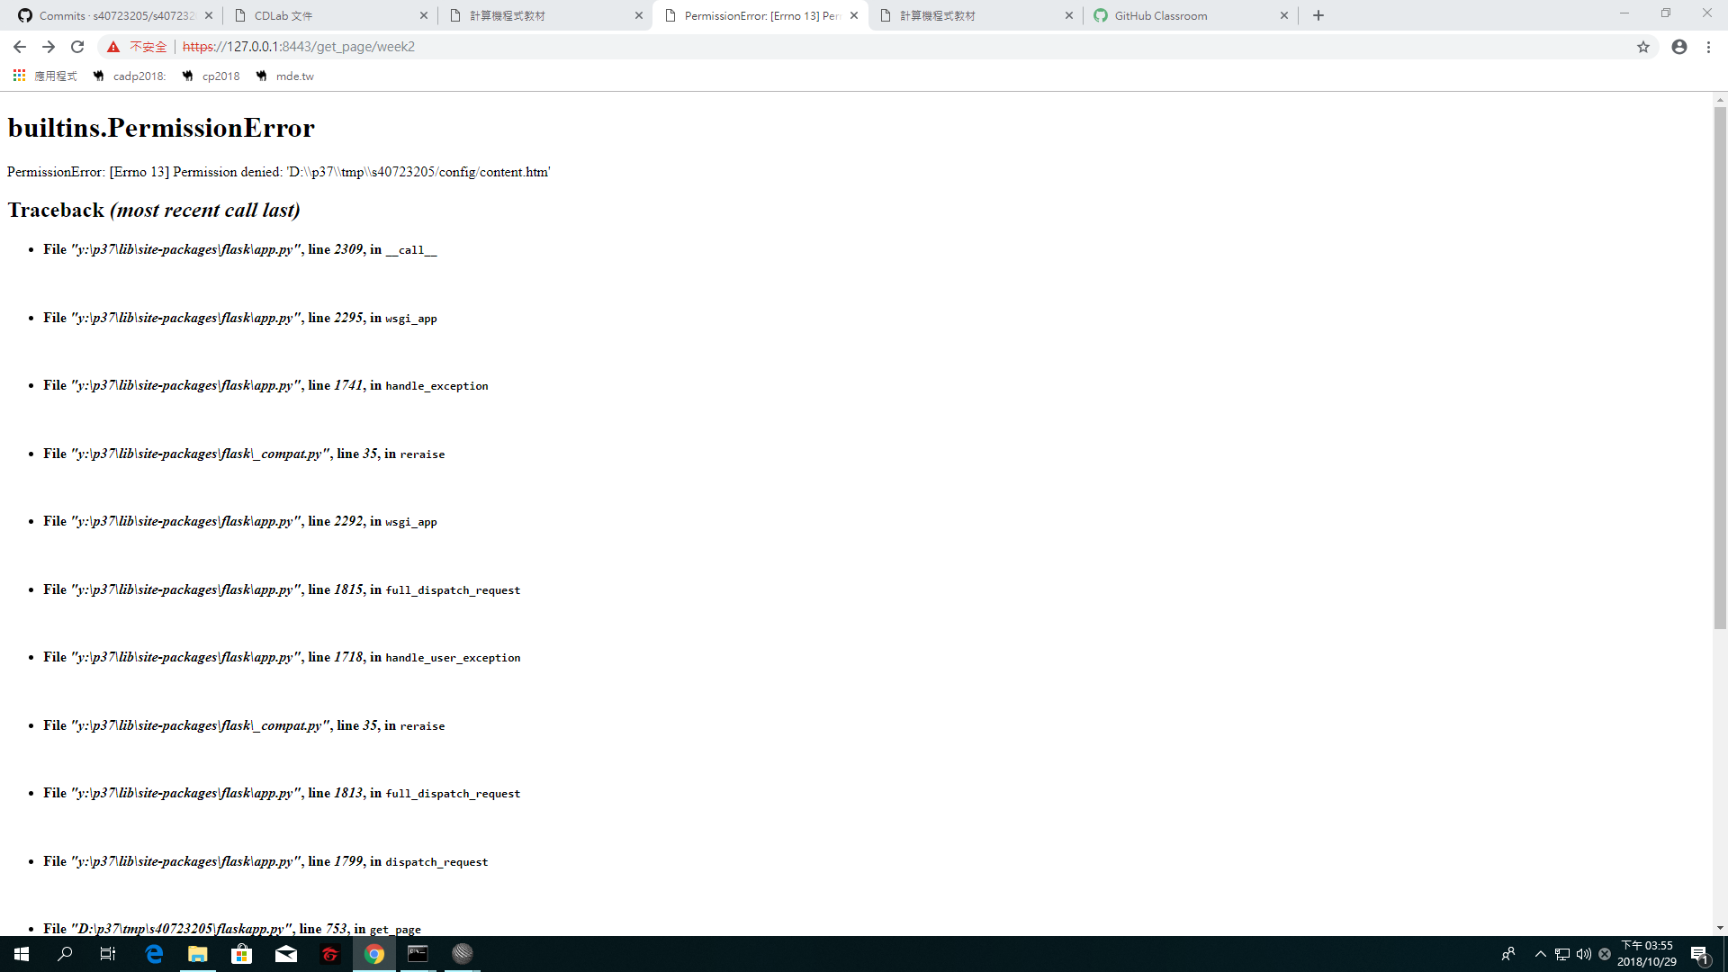 Commits · s40723205/s40723
CDLab 文件
計算機程式教材
PermissionError: [Errno 13] Per
計算機程式教材
GitHub Classroom
不安全 | https://127.0.0.1:8443/get_page/week2
應用程式
cadp2018:
cp2018
mde.tw
builtins.PermissionError
PermissionError: [Errno 13] Permission denied: 'D:\\p37\\tmp\\s40723205/config/content.htm'
Traceback (most recent call last)
File "y:\p37\lib\site-packages\flask\app.py", line 2309, in __call__
File "y:\p37\lib\site-packages\flask\app.py", line 2295, in wsgi_app
File "y:\p37\lib\site-packages\flask\app.py", line 1741, in handle_exception
File "y:\p37\lib\site-packages\flask\_compat.py", line 35, in reraise
File "y:\p37\lib\site-packages\flask\app.py", line 2292, in wsgi_app
File "y:\p37\lib\site-packages\flask\app.py", line 1815, in full_dispatch_request
File "y:\p37\lib\site-packages\flask\app.py", line 1718, in handle_user_exception
File "y:\p37\lib\site-packages\flask\_compat.py", line 35, in reraise
File "y:\p37\lib\site-packages\flask\app.py", line 1813, in full_dispatch_request
File "y:\p37\lib\site-packages\flask\app.py", line 1799, in dispatch_request
File "D:\p37\tmp\s40723205\flaskapp.py", line 753, in get_page
下午 03:55
2018/10/29
1